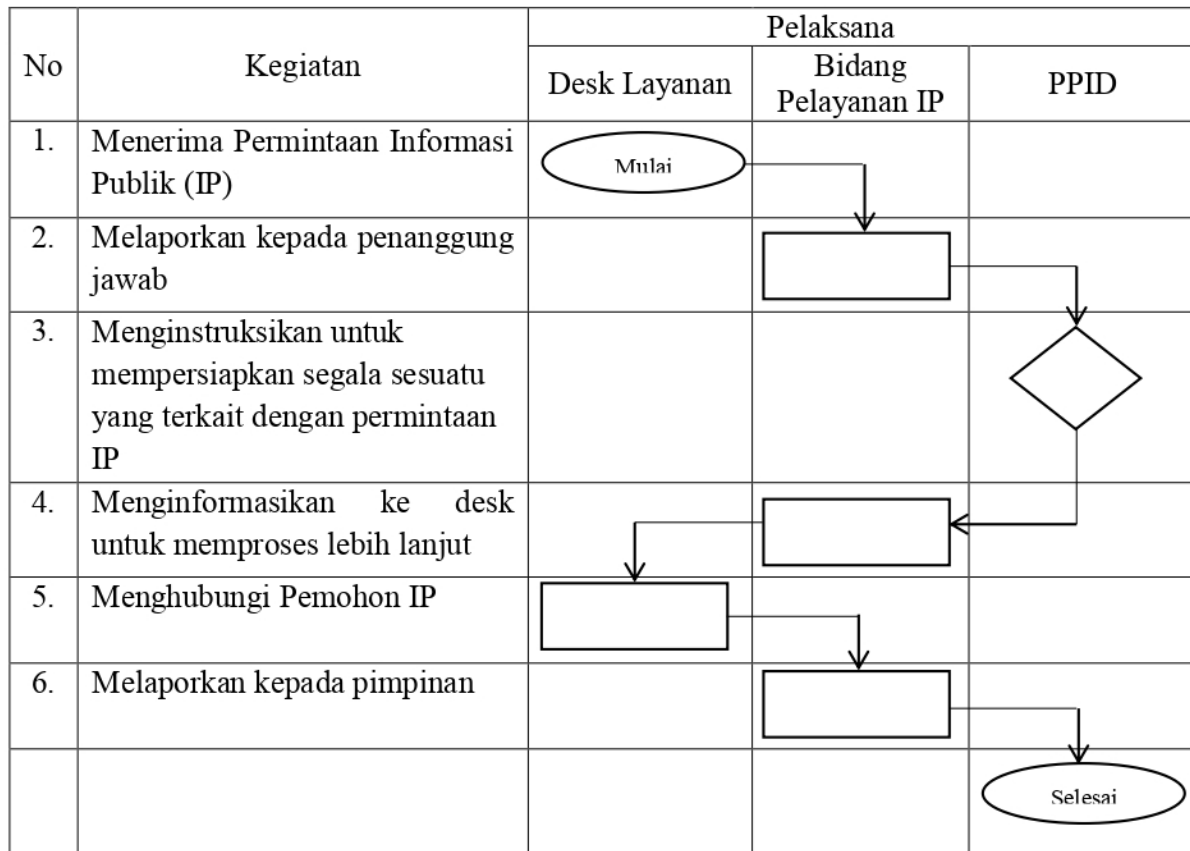 No
Kegiatan
Pelaksana
Desk Layanan
Bidang
Pelayanan IP
PPID
1.
Menerima Permintaan Informasi
Publik (IP)
Mulai
2.
Melaporkan kepada penanggung
jawab
3.
Menginstruksikan untuk
mempersiapkan segala sesuatu
yang terkait dengan permintaan
IP
4.
Menginformasikan ke desk
untuk memproses lebih lanjut
5.
Menghubungi Pemohon IP
6.
Melaporkan kepada pimpinan
Selesai